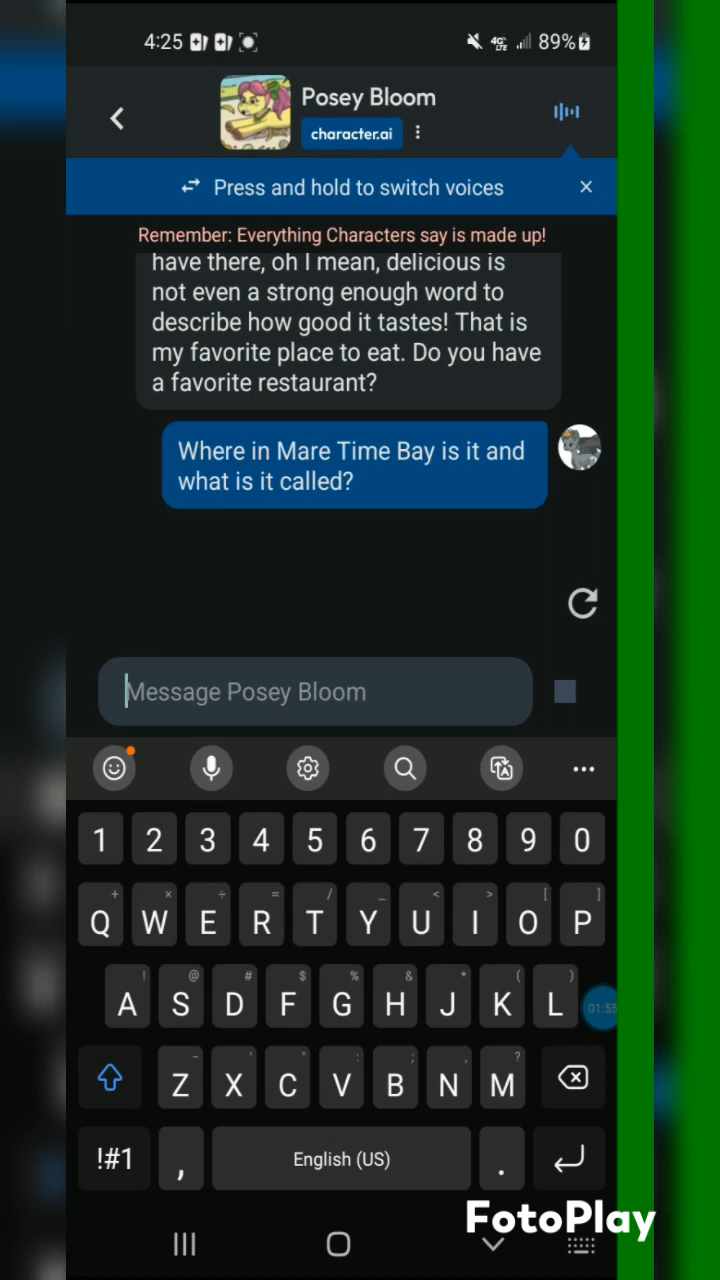 4:25 4G LTE 89%
Posey Bloom
character.ai
Press and hold to switch voices
Remember: Everything Characters say is made up!
have there, oh I mean, delicious is
not even a strong enough word to
describe how good it tastes! That is
my favorite place to eat. Do you have
a favorite restaurant?
Where in Mare Time Bay is it and
what is it called?
Message Posey Bloom
1 2 3 4 5 6 7 8 9 0
+ × ÷ = / _ < > [ ]
Q W E R T Y U I O P
! @ # $ % & * ( )
A S D F G H J K L
01:55
- ' " : ; , ?
Z X C V B N M
!#1 , English (US) .
FotoPlay